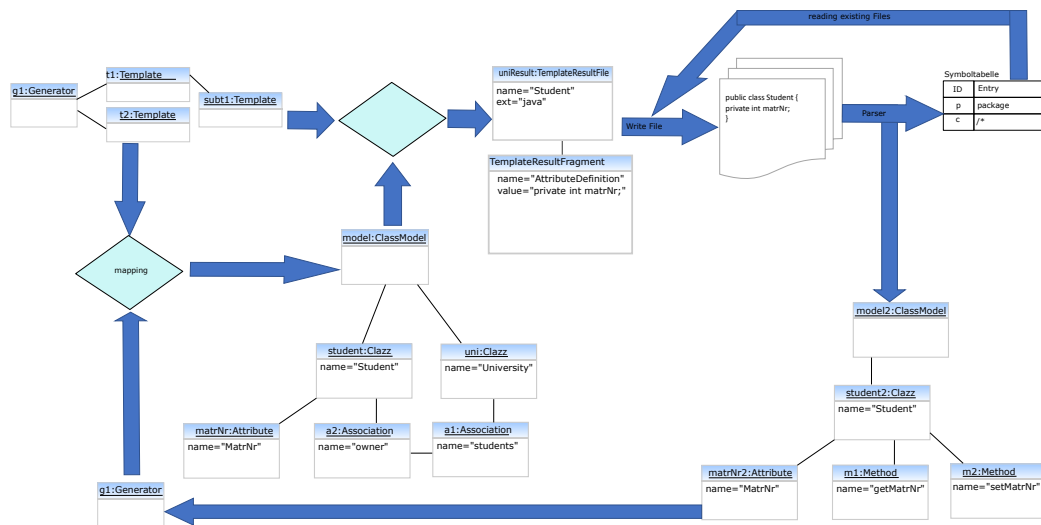 reading existing Files
g1:Generator
t1:Template
t2:Template
subt1:Template
uniResult:TemplateResultFile
name="Student"
ext="java"
TemplateResultFragment
name="AttributeDefinition"
value="private int matrNr;"
Write File
public class Student {
private int matrNr;
}
Parser
Symboltabelle
ID Entry
p package
c /*
mapping
model:ClassModel
student:Clazz
name="Student"
uni:Clazz
name="University"
matrNr:Attribute
name="MatrNr"
a2:Association
name="owner"
a1:Association
name="students"
model2:ClassModel
student2:Clazz
name="Student"
matrNr2:Attribute
name="MatrNr"
m1:Method
name="getMatrNr"
m2:Method
name="setMatrNr"
g1:Generator